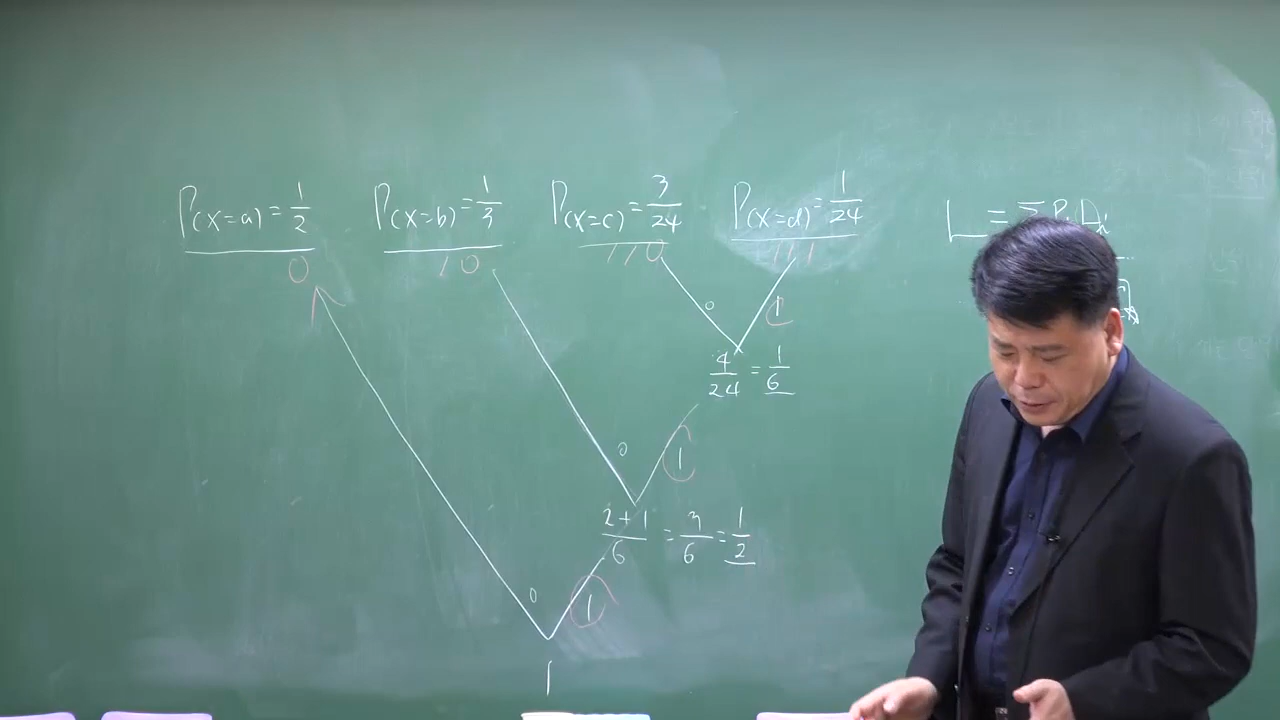 P(X=a) = 1/2 P(X=b) = 1/3 P(X=c) = 3/24 P(X=d) = 1/24 L = Σ
0 10 110 111
0 1
4/24 = 1/6
0 1
2+1/6 = 3/6 = 1/2
0 1
1